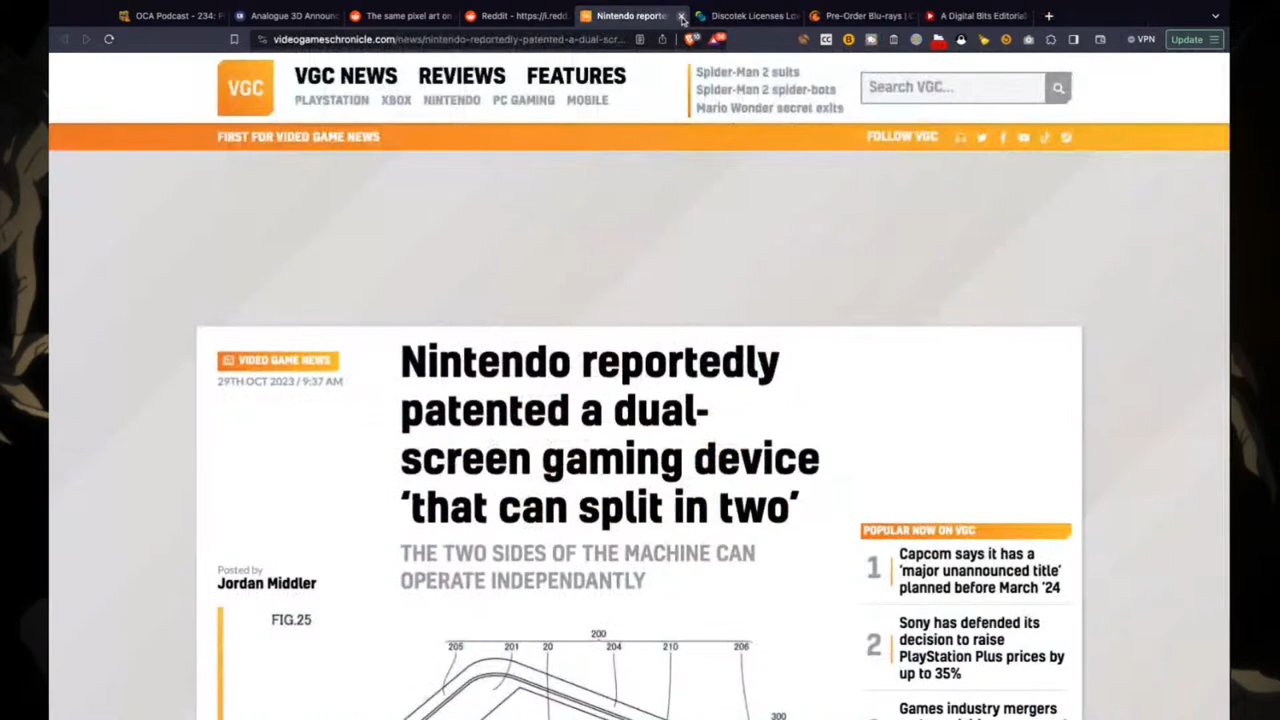 OCA Podcast - 234:
Analogue 3D Announ
The same pixel art on
Reddit - https://i.redd.
Nintendo reporte
Discotek Licenses Lo
Pre-Order Blu-rays | C
A Digital Bits Editorial
videogameschronicle.com/news/nintendo-reportedly-patented-a-dual-scr...
VPN
Update
VGC
VGC NEWS REVIEWS FEATURES
PLAYSTATION XBOX NINTENDO PC GAMING MOBILE
Spider-Man 2 suits
Spider-Man 2 spider-bots
Mario Wonder secret exits
Search VGC...
FIRST FOR VIDEO GAME NEWS
FOLLOW VGC
VIDEO GAME NEWS
29TH OCT 2023 / 9:37 AM
Nintendo reportedly
patented a dual-
screen gaming device
‘that can split in two’
THE TWO SIDES OF THE MACHINE CAN
OPERATE INDEPENDANTLY
Posted by
Jordan Middler
FIG.25
200
205 201 20 204 210 206
300
POPULAR NOW ON VGC
1
Capcom says it has a
‘major unannounced title’
planned before March ’24
2
Sony has defended its
decision to raise
PlayStation Plus prices by
up to 35%
Games industry mergers